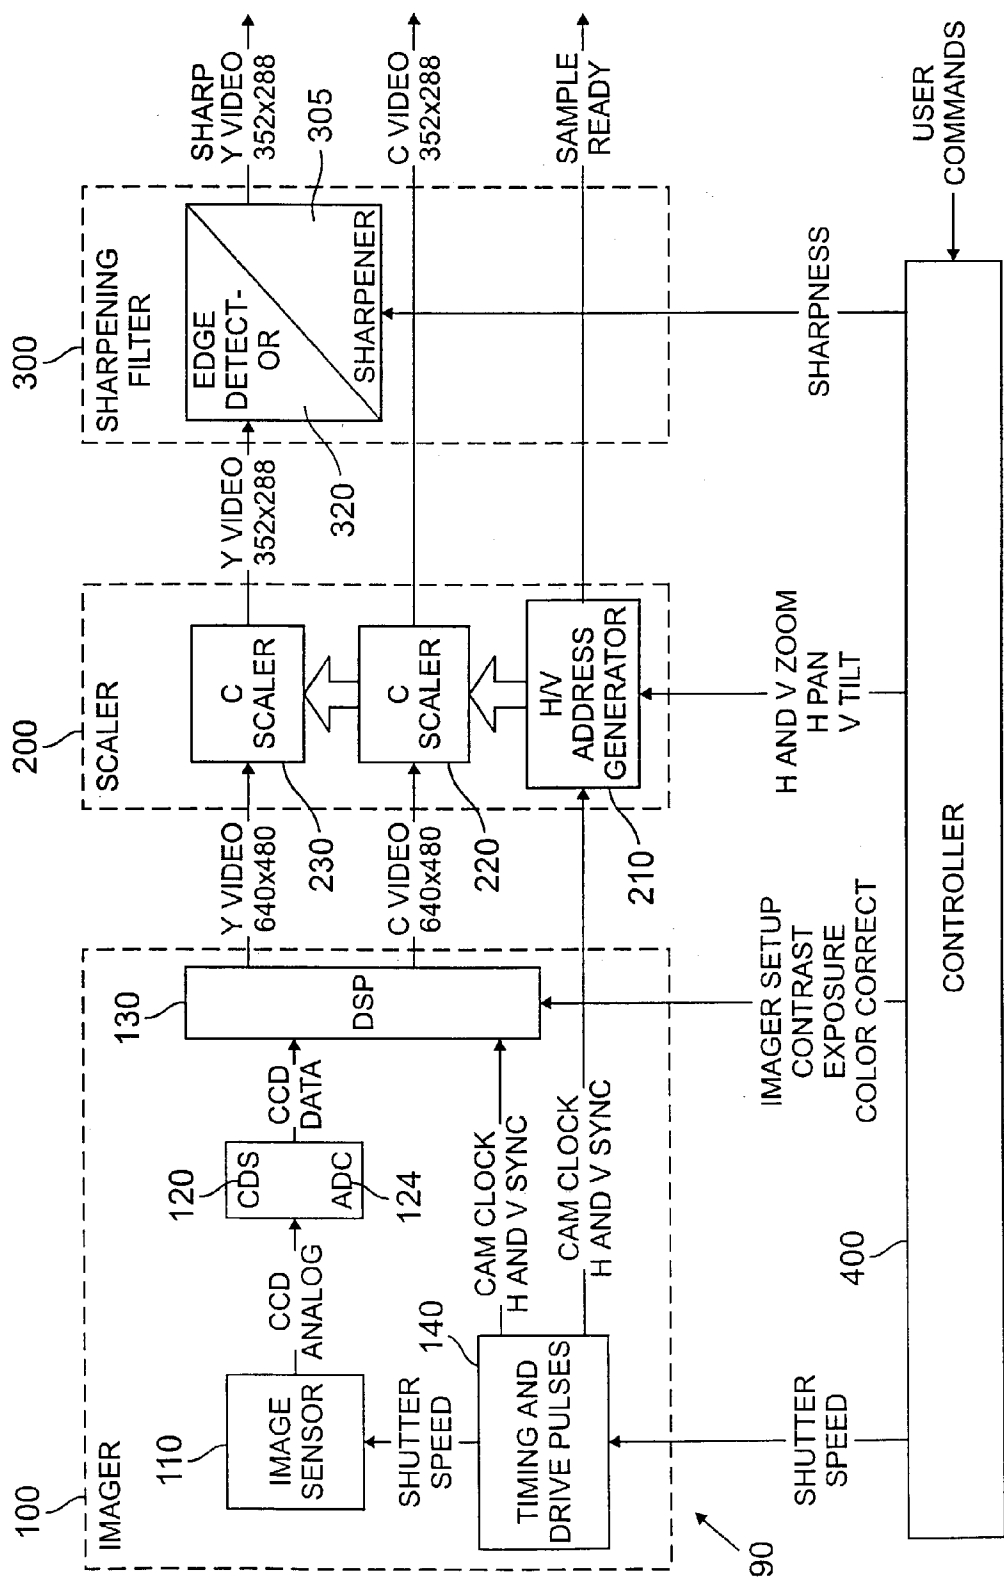 100
IMAGER
110
IMAGE
SENSOR
CCD
ANALOG
120
CDS
ADC
124
CCD
DATA
130
DSP
SHUTTER
SPEED
140
TIMING AND
DRIVE PULSES
CAM CLOCK
H AND V SYNC
CAM CLOCK
H AND V SYNC
Y VIDEO
640x480
C VIDEO
640x480
200
SCALER
C
SCALER
230
C
SCALER
220
H/V
ADDRESS
GENERATOR
210
Y VIDEO
352x288
300
SHARPENING
FILTER
EDGE
DETECT-
OR
320
SHARPENER
305
SHARP
Y VIDEO
352x288
C VIDEO
352x288
SAMPLE
READY
90
SHUTTER
SPEED
IMAGER SETUP
CONTRAST
EXPOSURE
COLOR CORRECT
H AND V ZOOM
H PAN
V TILT
SHARPNESS
USER
COMMANDS
400
CONTROLLER